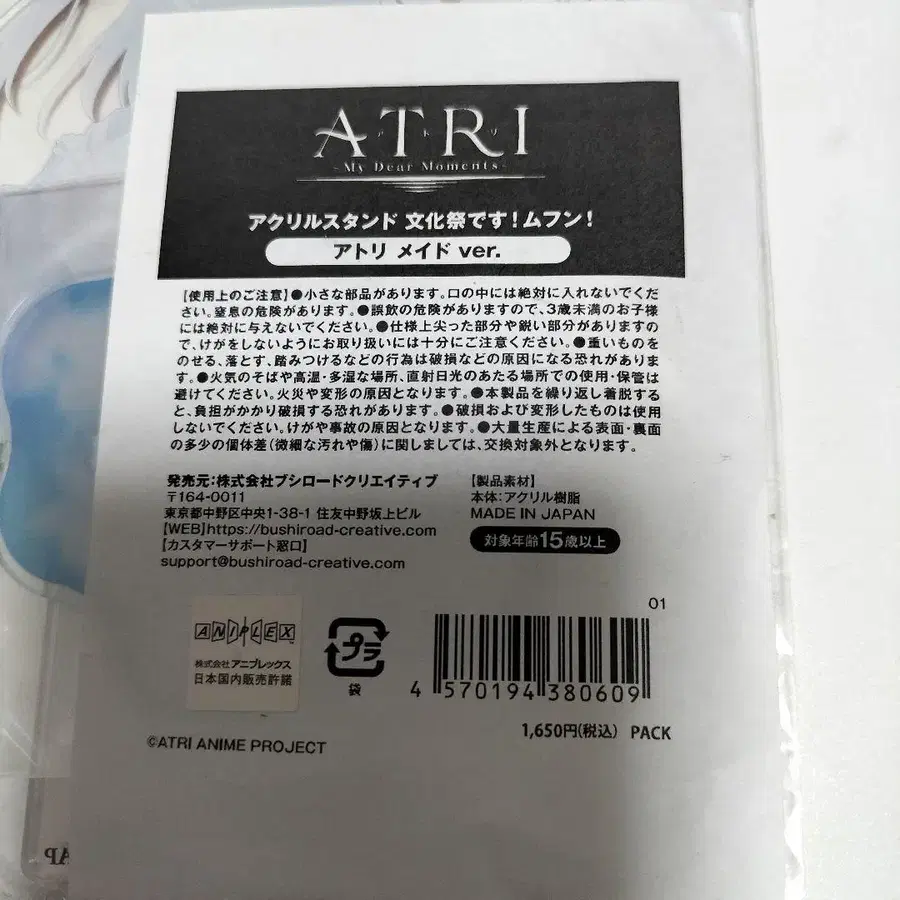 ATRI
-My Dear Moments-
アクリルスタンド 文化祭です!ムフン!
アトリ メイド ver.
【使用上のご注意】●小さな部品があります。口の中には絶対に入れないでくだ
さい。窒息の危険があります。●誤飲の危険がありますので、3歳未満のお子様
には絶対に与えないでください。●仕様上尖った部分や鋭い部分があります
ので、けがをしないようにお取り扱いには十分にご注意ください。●重いものを
のせる、落とす、踏みつけるなどの行為は破損などの原因になる恐れがありま
す。●火気のそばや高温・多湿な場所、直射日光のあたる場所での使用・保管は
避けてください。火災や変形の原因となります。●本製品を繰り返し着脱する
と、負担がかかり破損する恐れがあります。●破損および変形したものは使用
しないでください。けがや事故の原因となります。●大量生産による表面・裏面
の多少の個体差(微細な汚れや傷)に関しましては、交換対象外となります。
発売元:株式会社ブシロードクリエイティブ
〒164-0011
東京都中野区中央1-38-1 住友中野坂上ビル
【WEB】https://bushiroad-creative.com
【カスタマーサポート窓口】
support@bushiroad-creative.com
【製品素材】
本体:アクリル樹脂
MADE IN JAPAN
対象年齢15歳以上
01
ANIPLEX
株式会社アニプレックス
日本国内販売許諾
プラ
袋
4 570194 380609
1,650円(税込) PACK
©ATRI ANIME PROJECT